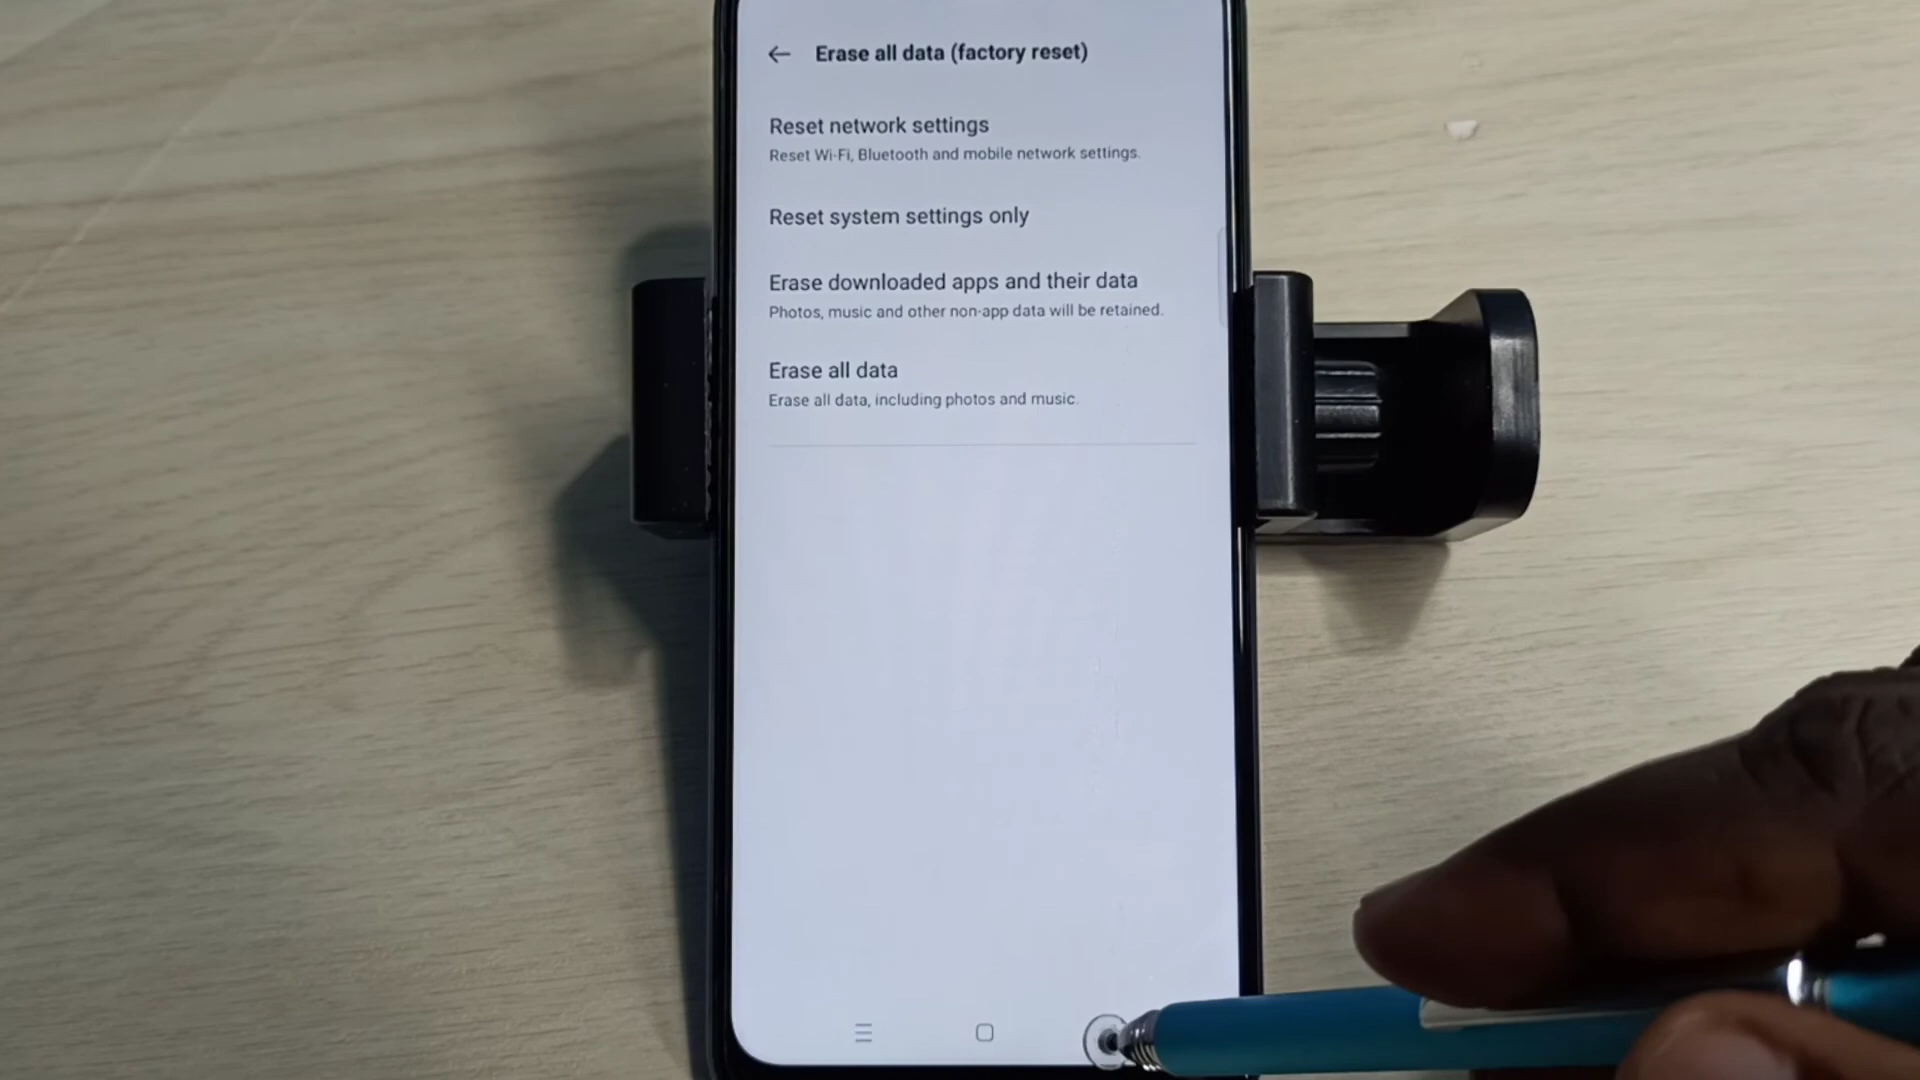 Erase all data (factory reset)
Reset network settings
Reset Wi-Fi, Bluetooth and mobile network settings.
Reset system settings only
Erase downloaded apps and their data
Photos, music and other non-app data will be retained.
Erase all data
Erase all data, including photos and music.